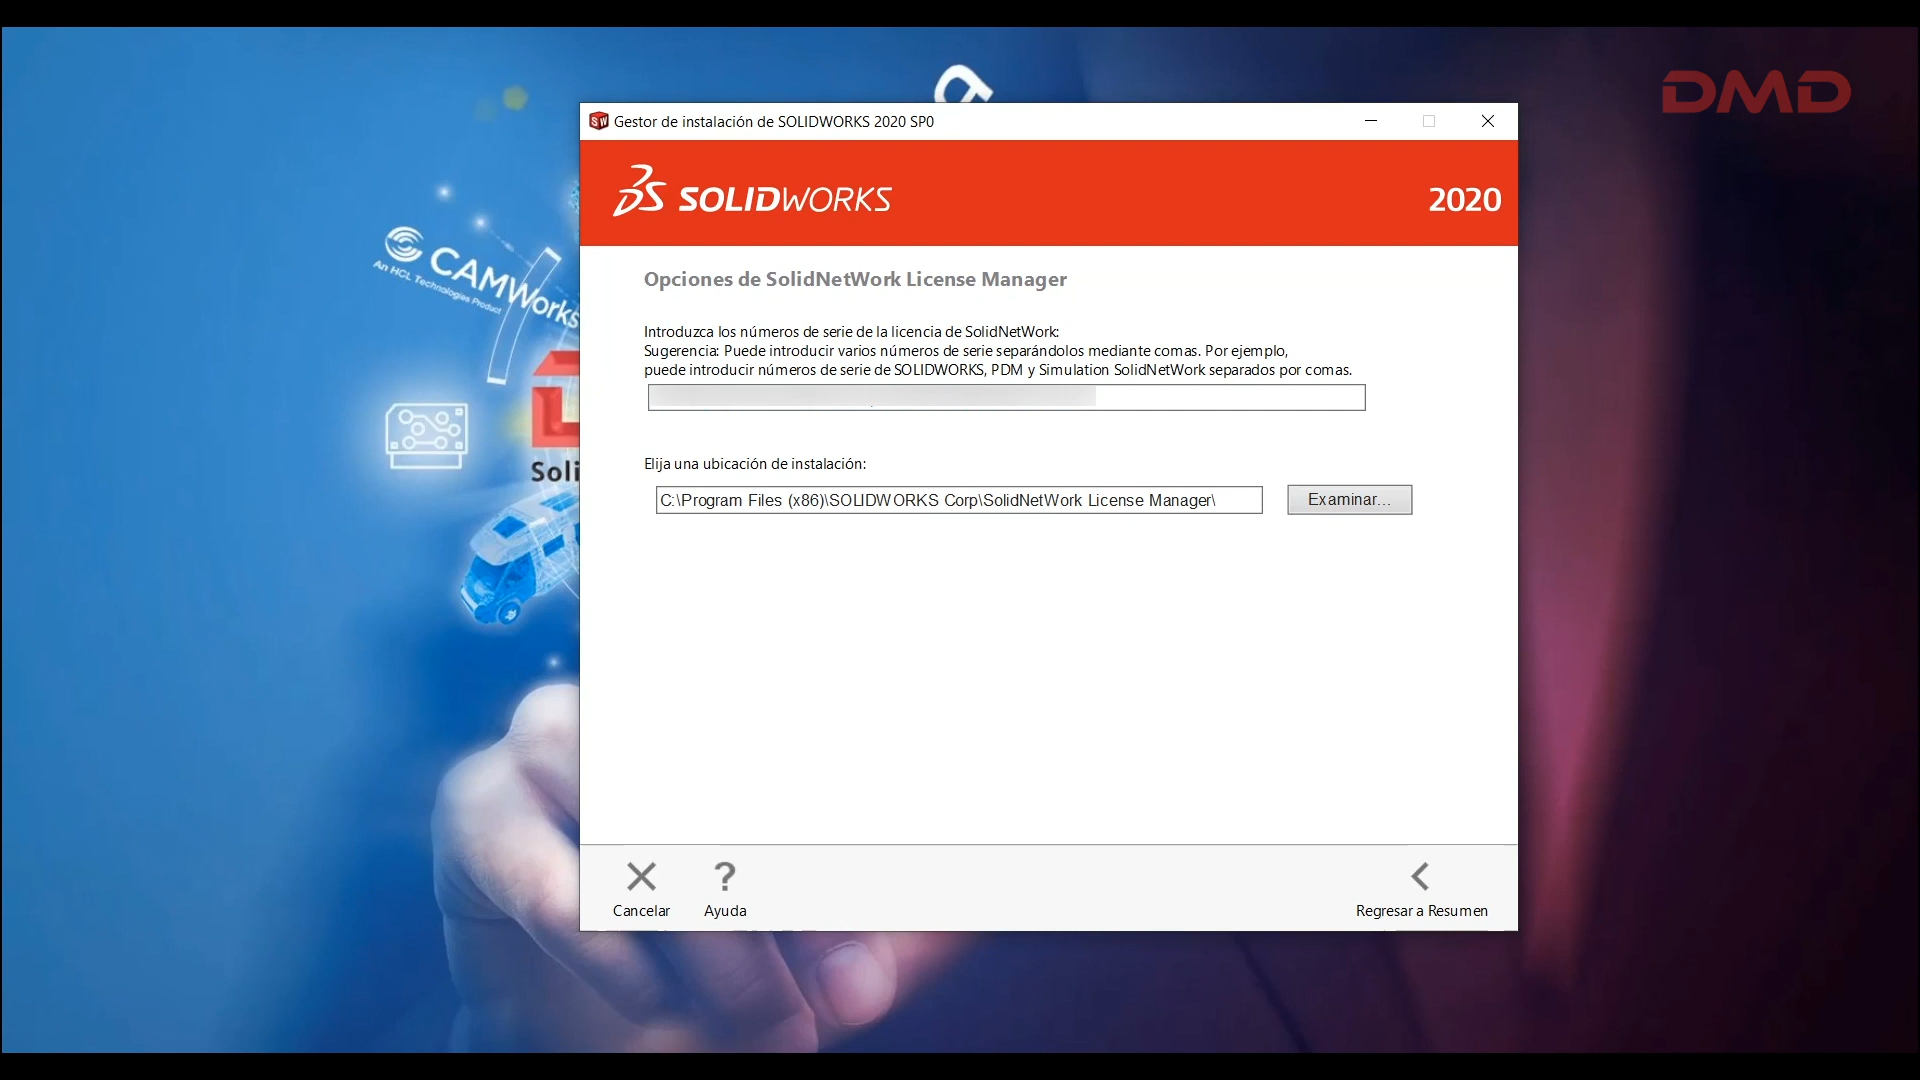 DMD
Gestor de instalación de SOLIDWORKS 2020 SP0
SOLIDWORKS
2020
CAMWorks
An HCL Technologies Product
Soli
Opciones de SolidNetWork License Manager
Introduzca los números de serie de la licencia de SolidNetWork:
Sugerencia: Puede introducir varios números de serie separándolos mediante comas. Por ejemplo,
puede introducir números de serie de SOLIDWORKS, PDM y Simulation SolidNetWork separados por comas.
Elija una ubicación de instalación:
C:\Program Files (x86)\SOLIDWORKS Corp\SolidNetWork License Manager\
Examinar...
Cancelar
Ayuda
Regresar a Resumen